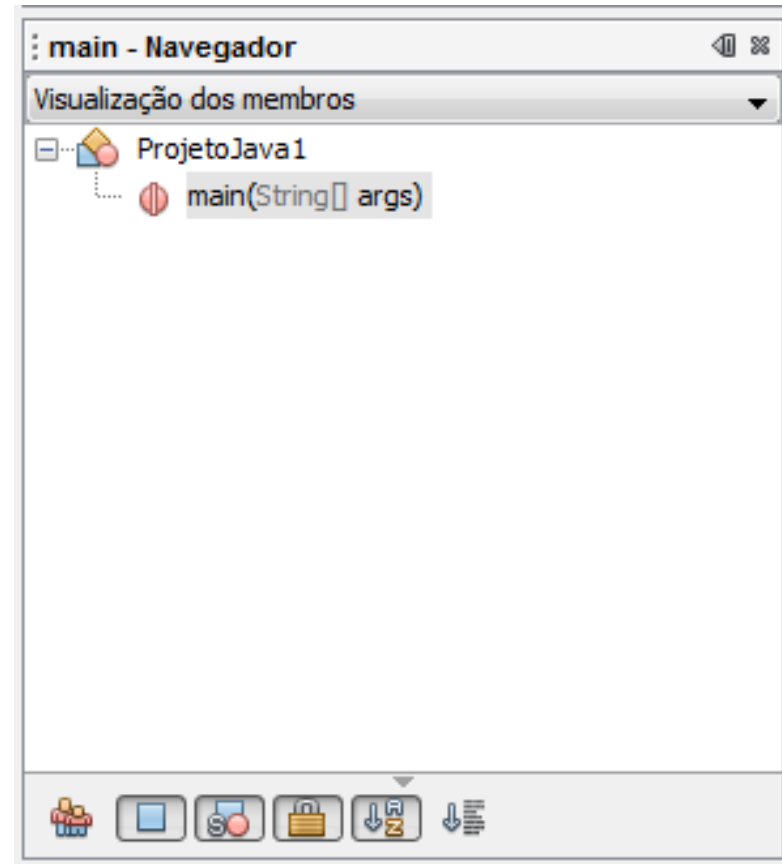 main - Navegador
Visualização dos membros
ProjetoJava1
main(String[] args)